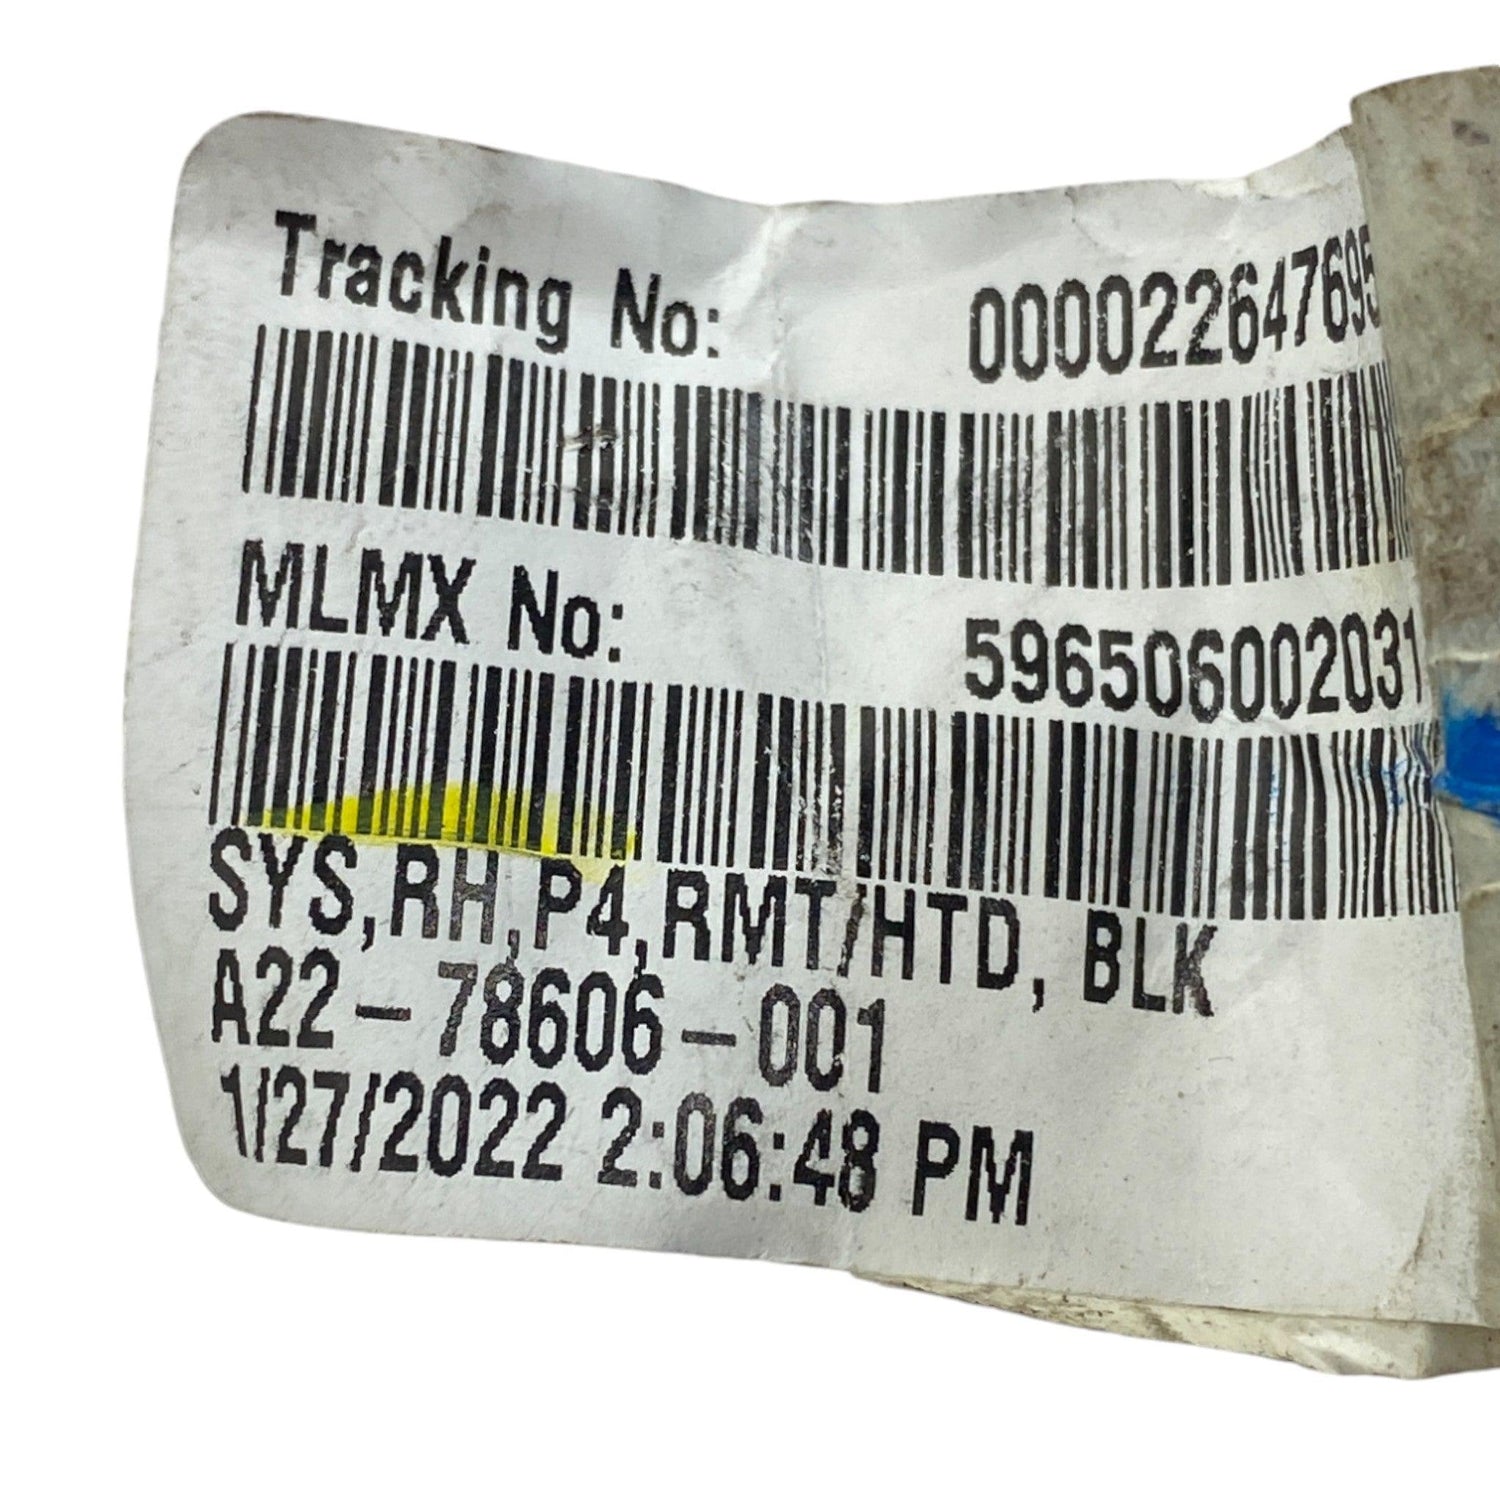 Tracking No: 000022647695
MLMX No: 596506002031
SYS,RH,P4,RMT/HTD, BLK
A22-78606-001
1/27/2022 2:06:48 PM